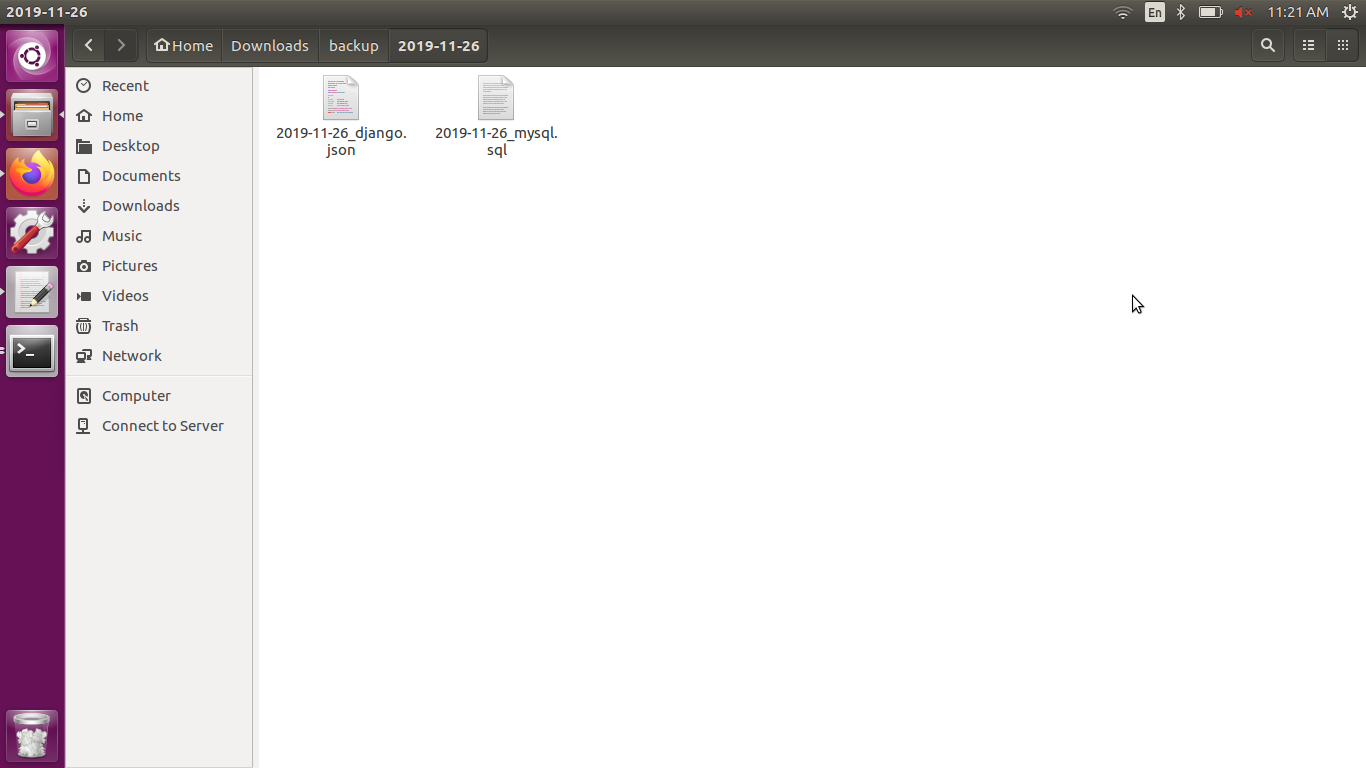 2019-11-26
En
11:21 AM
Home
Downloads
backup
2019-11-26
Recent
Home
Desktop
Documents
Downloads
Music
Pictures
Videos
Trash
Network
Computer
Connect to Server
2019-11-26_django.
json
2019-11-26_mysql.
sql